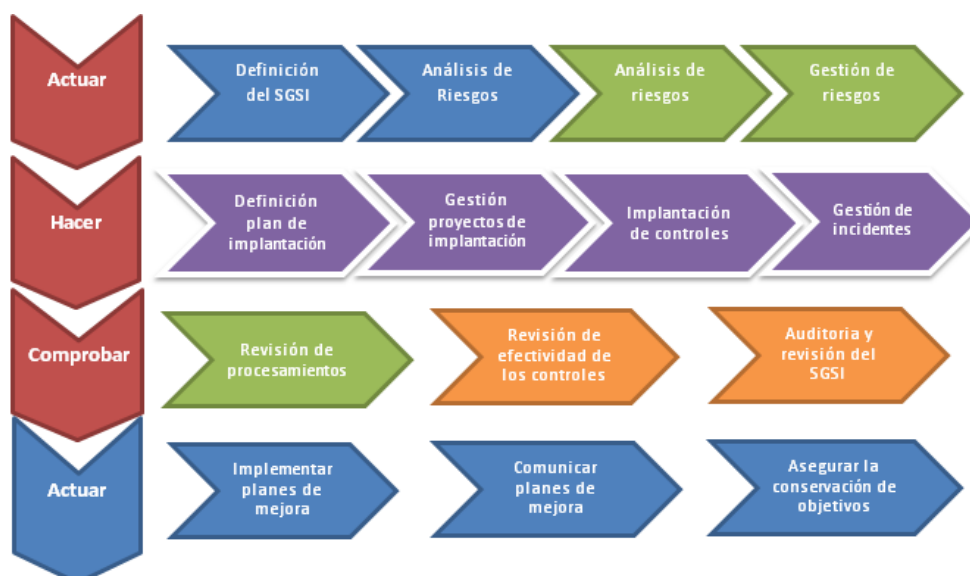 Actuar
Definición
del SGSI
Análisis de
Riesgos
Análisis de
riesgos
Gestión de
riesgos
Hacer
Definición
plan de
implantación
Gestión
proyectos de
implantación
Implantación
de controles
Gestión de
incidentes
Comprobar
Revisión de
procesamientos
Revisión de
efectividad de
los controles
Auditoria y
revisión del
SGSI
Actuar
Implementar
planes de
mejora
Comunicar
planes de
mejora
Asegurar la
conservación de
objetivos